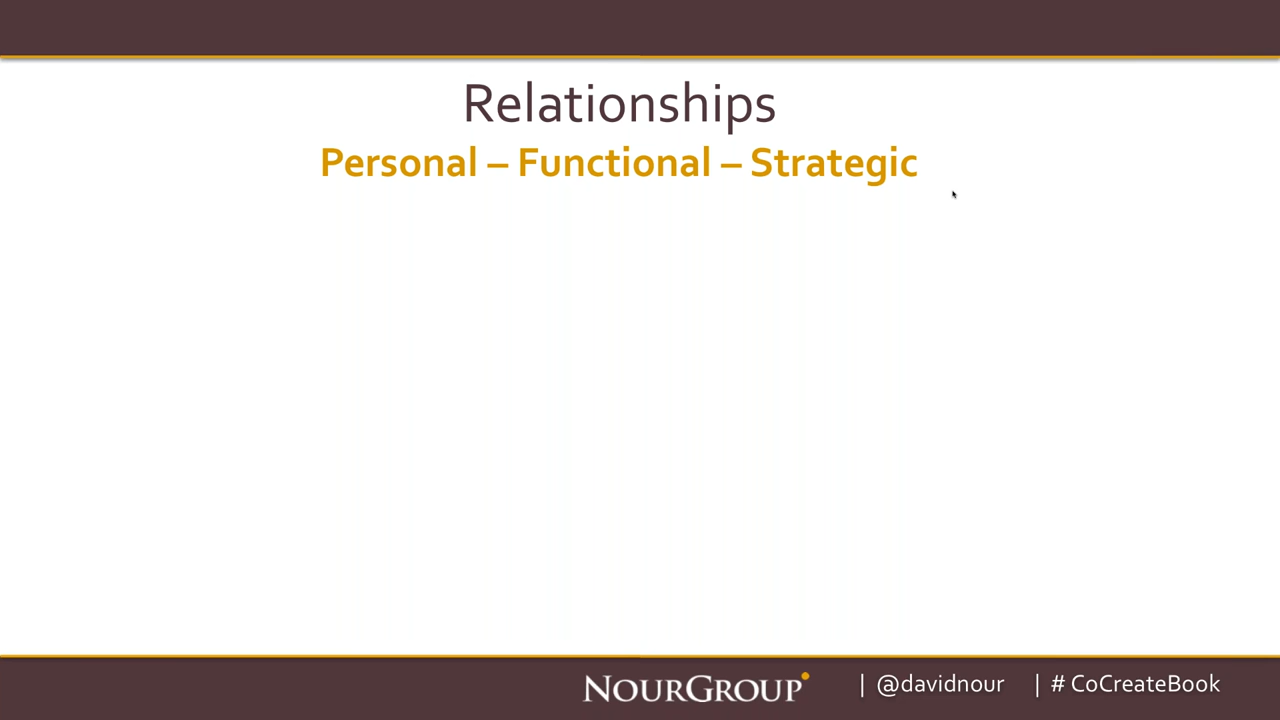 Relationships
Personal – Functional – Strategic
NOURGROUP | @davidnour | # CoCreateBook